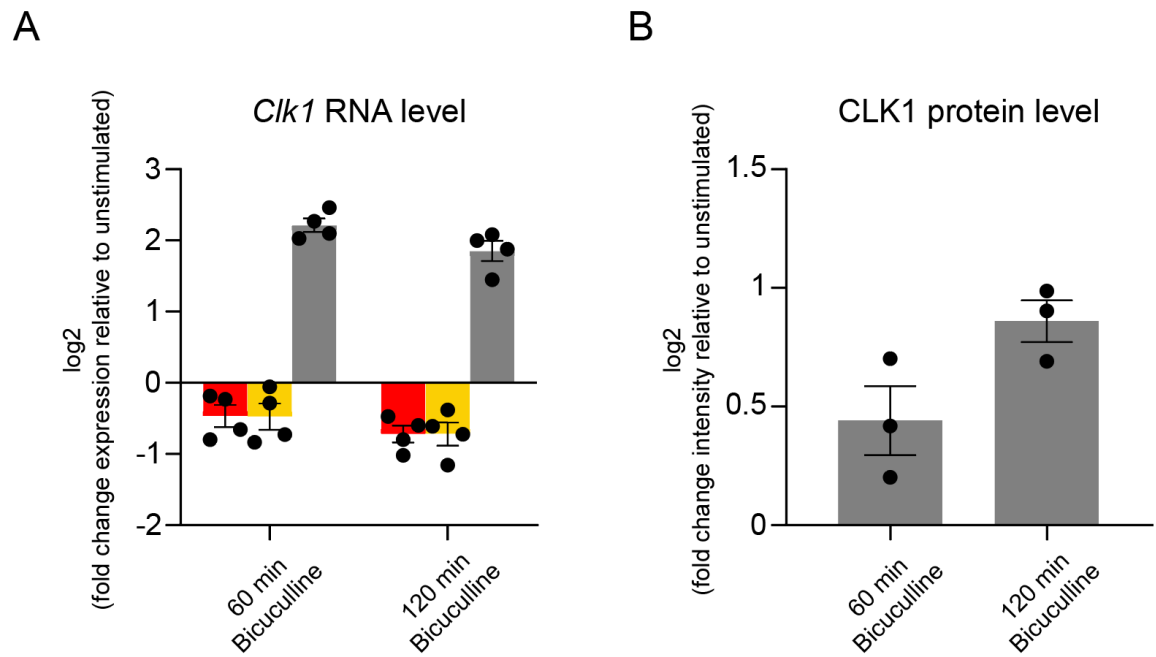 A
Clk1 RNA level
log2
(fold change expression relative to unstimulated)
3
2
1
0
-1
-2
60 min
Bicuculline
120 min
Bicuculline
B
CLK1 protein level
log2
(fold change intensity relative to unstimulated)
1.5
1
0.5
0
60 min
Bicuculline
120 min
Bicuculline